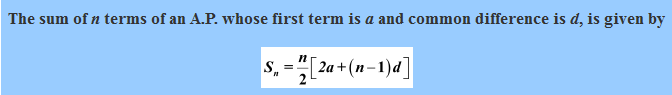 The sum of n terms of an A.P. whose first term is a and common difference is d, is given by
Sₙ = n/2 [2a+(n−1)d]